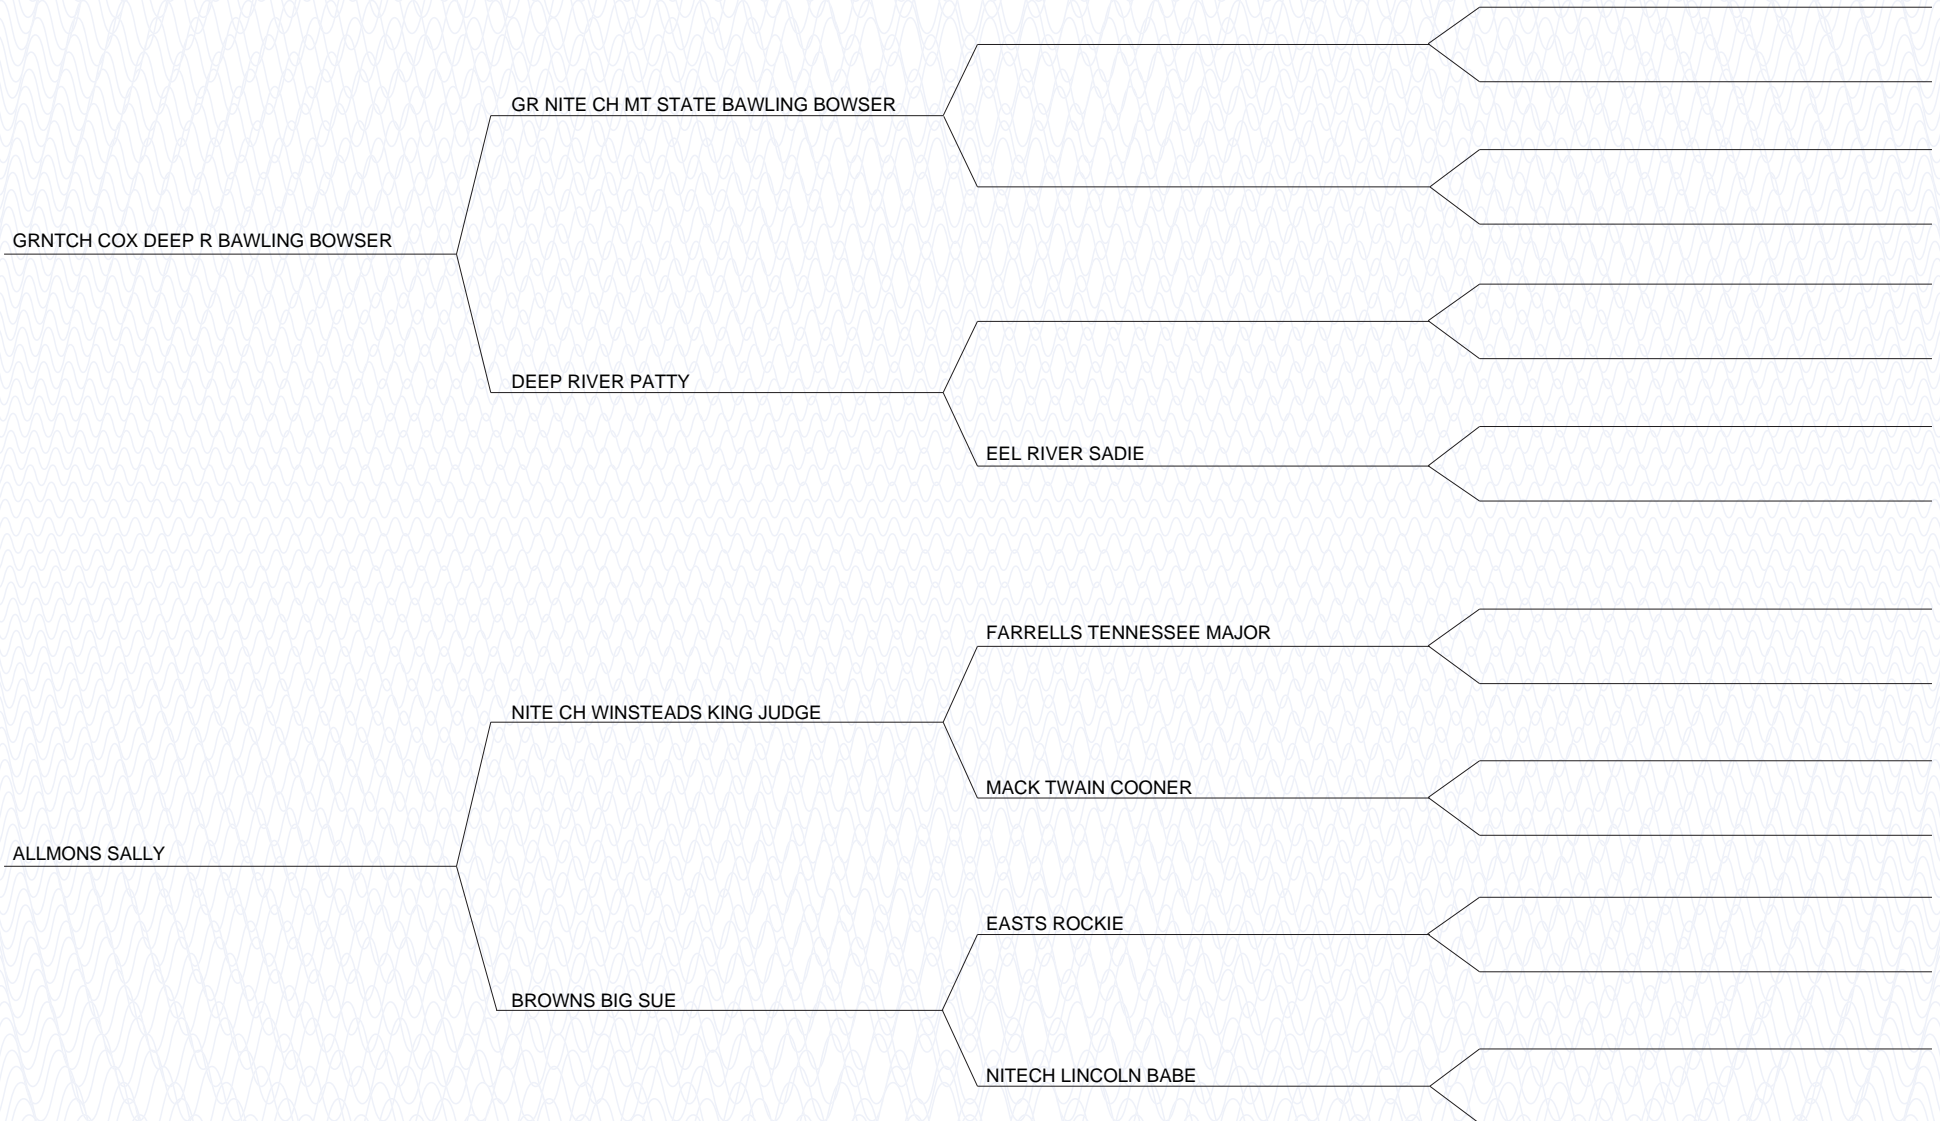 GR NITE CH MT STATE BAWLING BOWSER
GRNTCH COX DEEP R BAWLING BOWSER
DEEP RIVER PATTY
EEL RIVER SADIE
FARRELLS TENNESSEE MAJOR
NITE CH WINSTEADS KING JUDGE
MACK TWAIN COONER
ALLMONS SALLY
EASTS ROCKIE
BROWNS BIG SUE
NITECH LINCOLN BABE